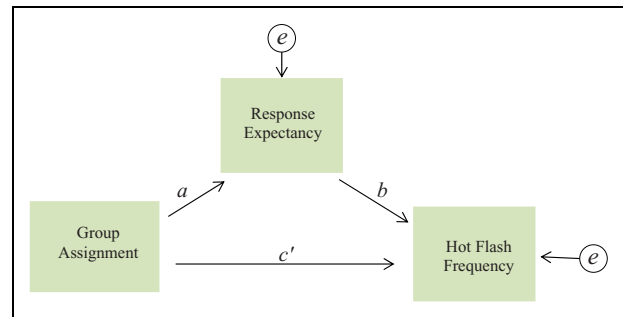 e
Response
Expectancy
a
b
Group
Assignment
c'
Hot Flash
Frequency
e